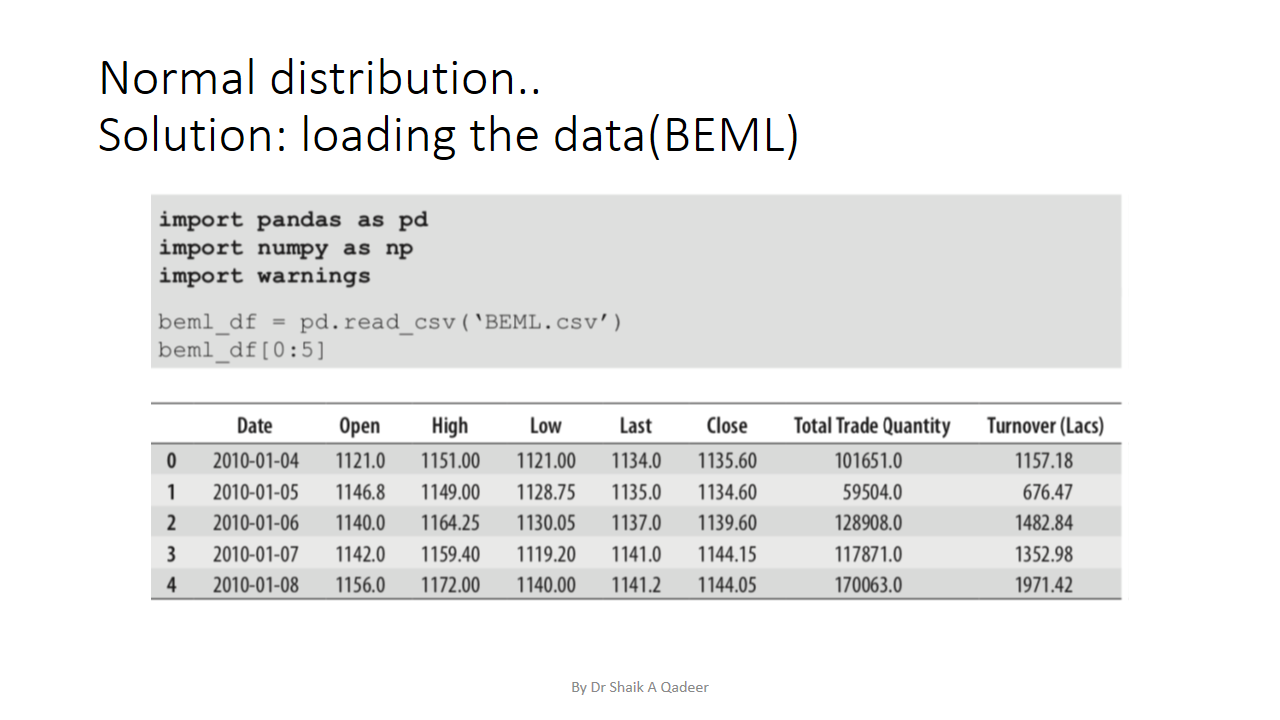 Normal distribution..
Solution: loading the data(BEML)
import pandas as pd
import numpy as np
import warnings
beml_df = pd.read_csv(‘BEML.csv’)
beml_df[0:5]
Date Open High Low Last Close Total Trade Quantity Turnover (Lacs)
0 2010-01-04 1121.0 1151.00 1121.00 1134.0 1135.60 101651.0 1157.18
1 2010-01-05 1146.8 1149.00 1128.75 1135.0 1134.60 59504.0 676.47
2 2010-01-06 1140.0 1164.25 1130.05 1137.0 1139.60 128908.0 1482.84
3 2010-01-07 1142.0 1159.40 1119.20 1141.0 1144.15 117871.0 1352.98
4 2010-01-08 1156.0 1172.00 1140.00 1141.2 1144.05 170063.0 1971.42
By Dr Shaik A Qadeer